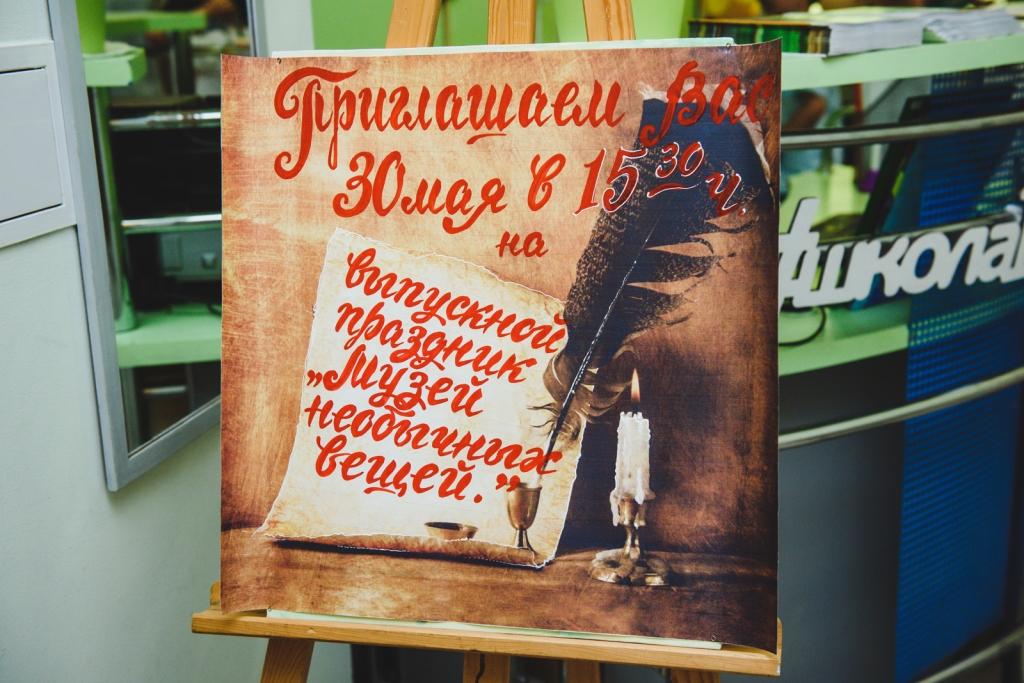 Приглашаем Вас
30 мая в 15 30 ч.
на
выпускной
праздник
„Музей
необычных
вещей.”
школа